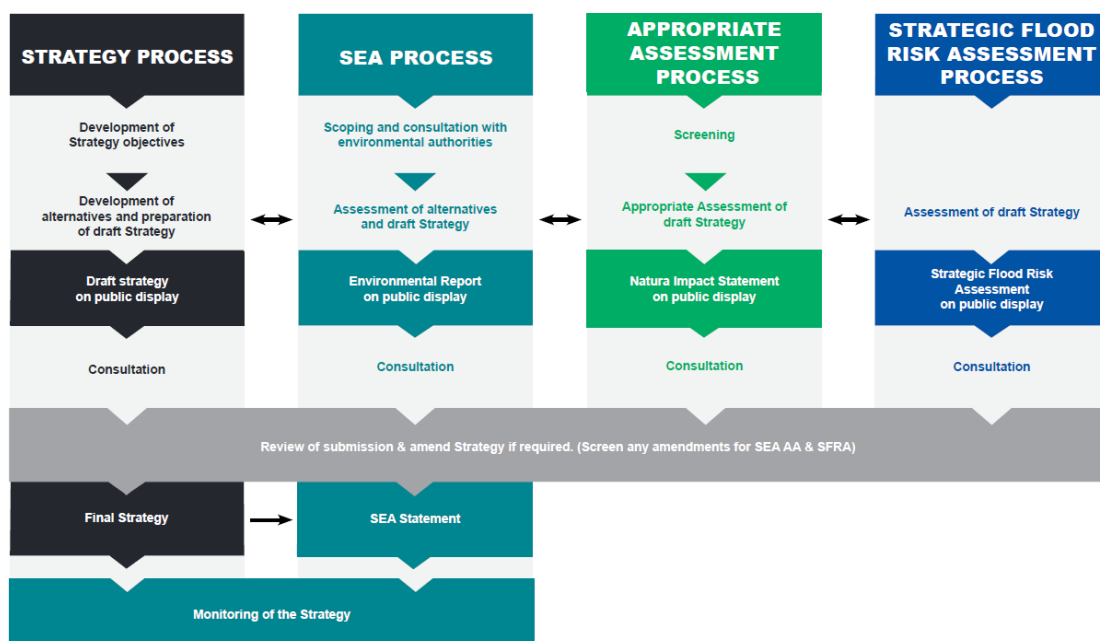 STRATEGY PROCESS
SEA PROCESS
APPROPRIATE
ASSESSMENT
PROCESS
STRATEGIC FLOOD
RISK ASSESSMENT
PROCESS
Development of
Strategy objectives
Scoping and consultation with
environmental authorities
Screening
Development of
alternatives and preparation
of draft Strategy
Assessment of alternatives
and draft Strategy
Appropriate Assessment of
draft Strategy
Assessment of draft Strategy
Draft strategy
on public display
Environmental Report
on public display
Natura Impact Statement
on public display
Strategic Flood Risk
Assessment
on public display
Consultation
Consultation
Consultation
Consultation
Review of submission & amend Strategy if required. (Screen any amendments for SEA AA & SFRA)
Final Strategy
SEA Statement
Monitoring of the Strategy